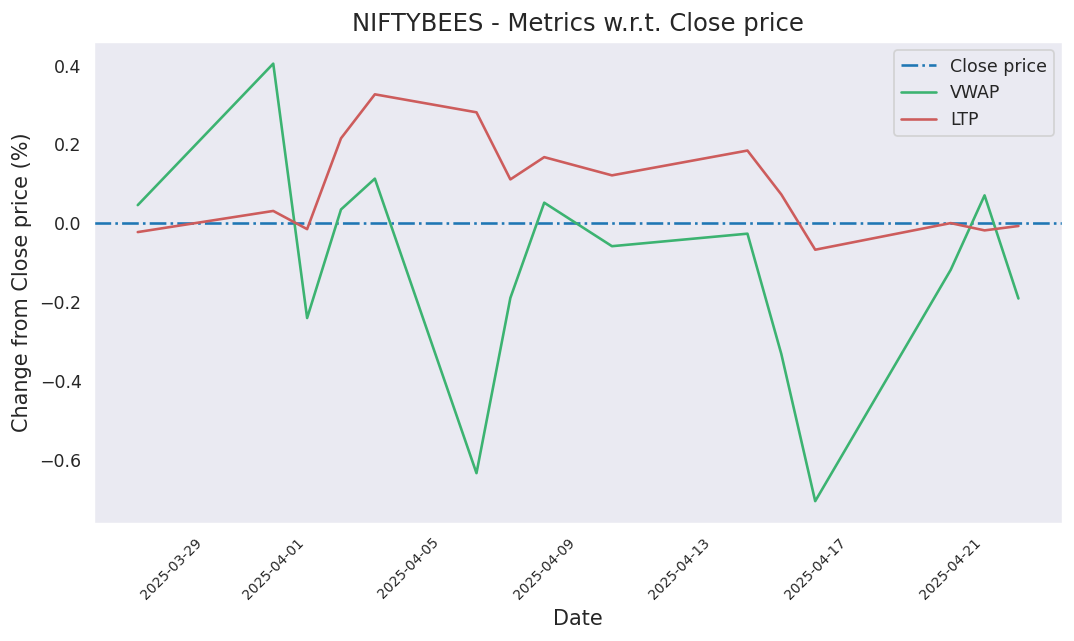 NIFTYBEES - Metrics w.r.t. Close price
Close price
VWAP
LTP
Change from Close price (%)
0.4
0.2
0.0
−0.2
−0.4
−0.6
2025-03-29
2025-04-01
2025-04-05
2025-04-09
2025-04-13
2025-04-17
2025-04-21
Date